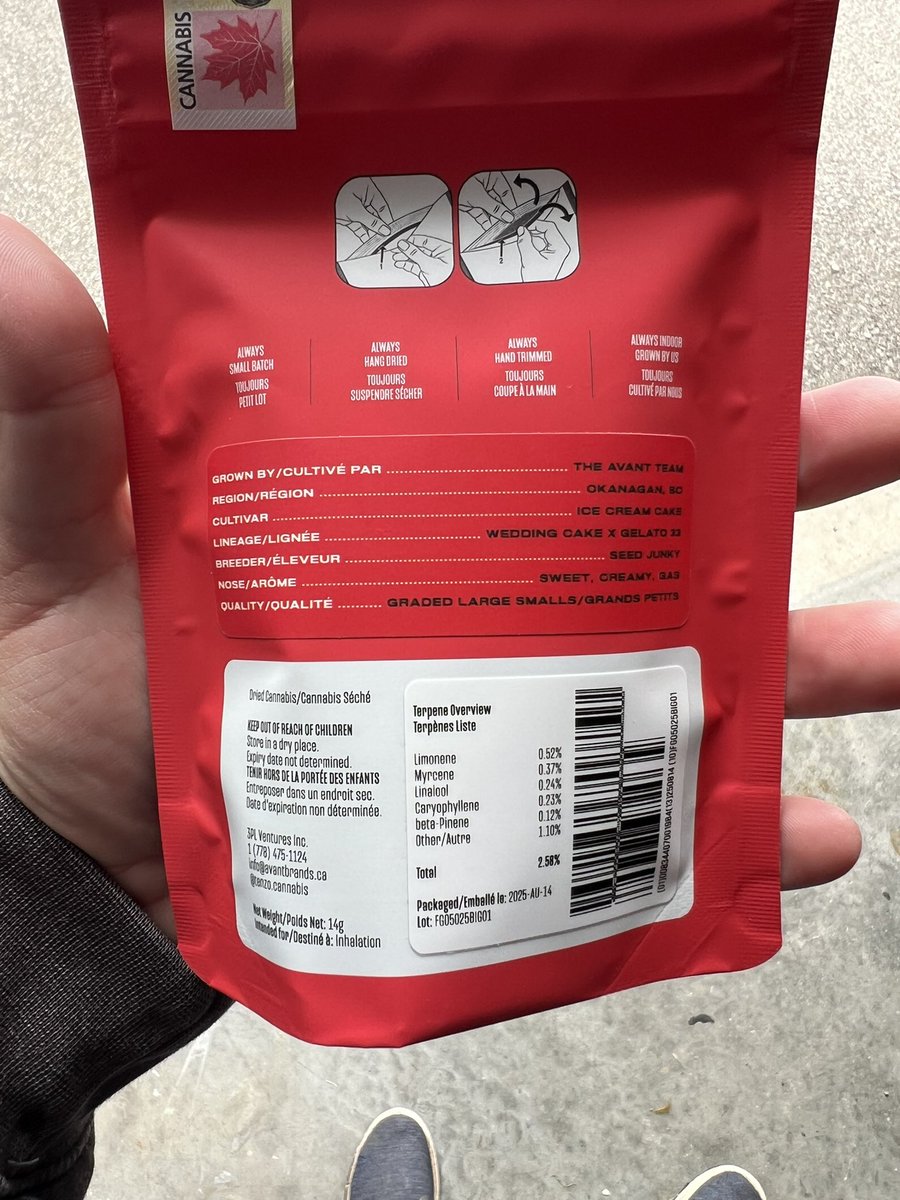 CANNABIS
1
2
ALWAYS
SMALL BATCH
TOUJOURS
PETIT LOT
ALWAYS
HANG DRIED
TOUJOURS
SUSPENDRE SÉCHER
ALWAYS
HAND TRIMMED
TOUJOURS
COUPE À LA MAIN
ALWAYS INDOOR
GROWN BY US
TOUJOURS
CULTIVÉ PAR NOUS
GROWN BY/CULTIVÉ PAR ........ THE AVANT TEAM
REGION/RÉGION ........ OKANAGAN, BC
CULTIVAR ........ ICE CREAM CAKE
LINEAGE/LIGNÉE ........ WEDDING CAKE X GELATO 33
BREEDER/ÉLEVEUR ........ SEED JUNKY
NOSE/ARÔME ........ SWEET, CREAMY, GAS
QUALITY/QUALITÉ ........ GRADED LARGE SMALLS/GRANDS PETITS
Dried Cannabis/Cannabis Séché
KEEP OUT OF REACH OF CHILDREN
Store in a dry place.
Expiry date not determined.
TENIR HORS DE LA PORTÉE DES ENFANTS
Entreposer dans un endroit sec.
Date d'expiration non déterminée.
3PL Ventures Inc.
1 (778) 475-1124
info@avantbrands.ca
@tenzo.cannabis
Net Weight/Poids Net: 14g
Intended for/Destiné à: Inhalation
Terpene Overview
Terpènes Liste
Limonene 0.52%
Myrcene 0.37%
Linalool 0.24%
Caryophyllene 0.23%
beta-Pinene 0.12%
Other/Autre 1.10%
Total 2.58%
Packaged/Emballé le: 2025-AU-14
Lot: FG05025BIG01
(01)00834407001984(13)250814(10)FG05025BIG01